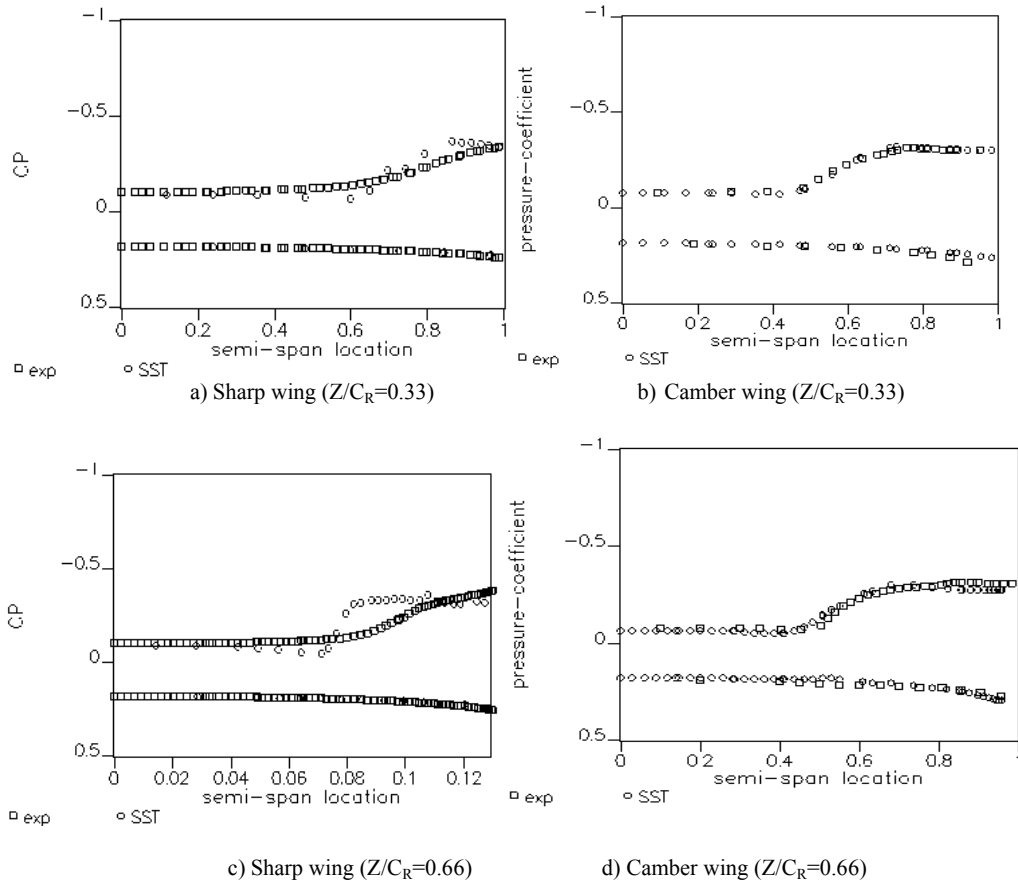 -1
-0.5
0
0.5
CP
0 0.2 0.4 0.6 0.8 1
semi-span location
exp SST
a) Sharp wing (Z/CR=0.33)
-1
-0.5
0
0.5
pressure-coefficient
0 0.2 0.4 0.6 0.8 1
semi-span location
exp SST
b) Camber wing (Z/CR=0.33)
-1
-0.5
0
0.5
CP
0 0.02 0.04 0.06 0.08 0.1 0.12
semi-span location
exp SST
c) Sharp wing (Z/CR=0.66)
-1
-0.5
0
0.5
pressure-coefficient
0 0.2 0.4 0.6 0.8 1
semi-span location
exp SST
d) Camber wing (Z/CR=0.66)